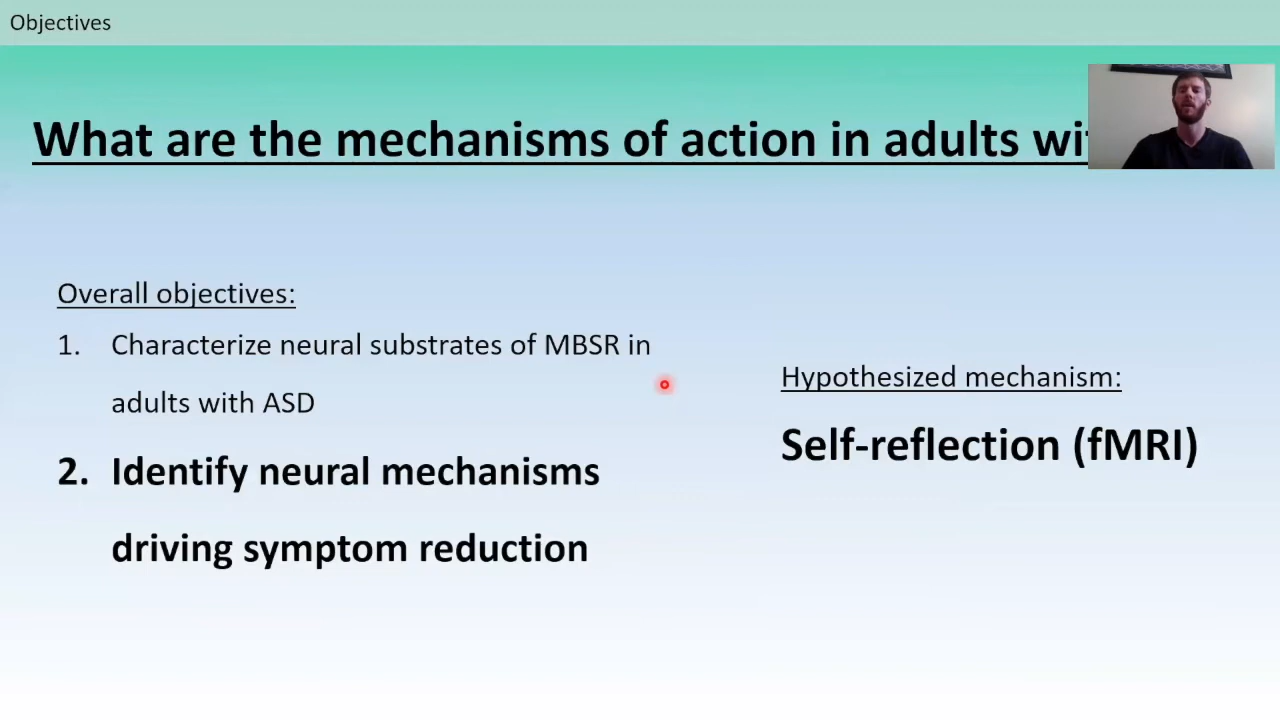 Objectives
What are the mechanisms of action in adults
Overall objectives:
1. Characterize neural substrates of MBSR in
adults with ASD
2. Identify neural mechanisms
driving symptom reduction
Hypothesized mechanism:
Self-reflection (fMRI)